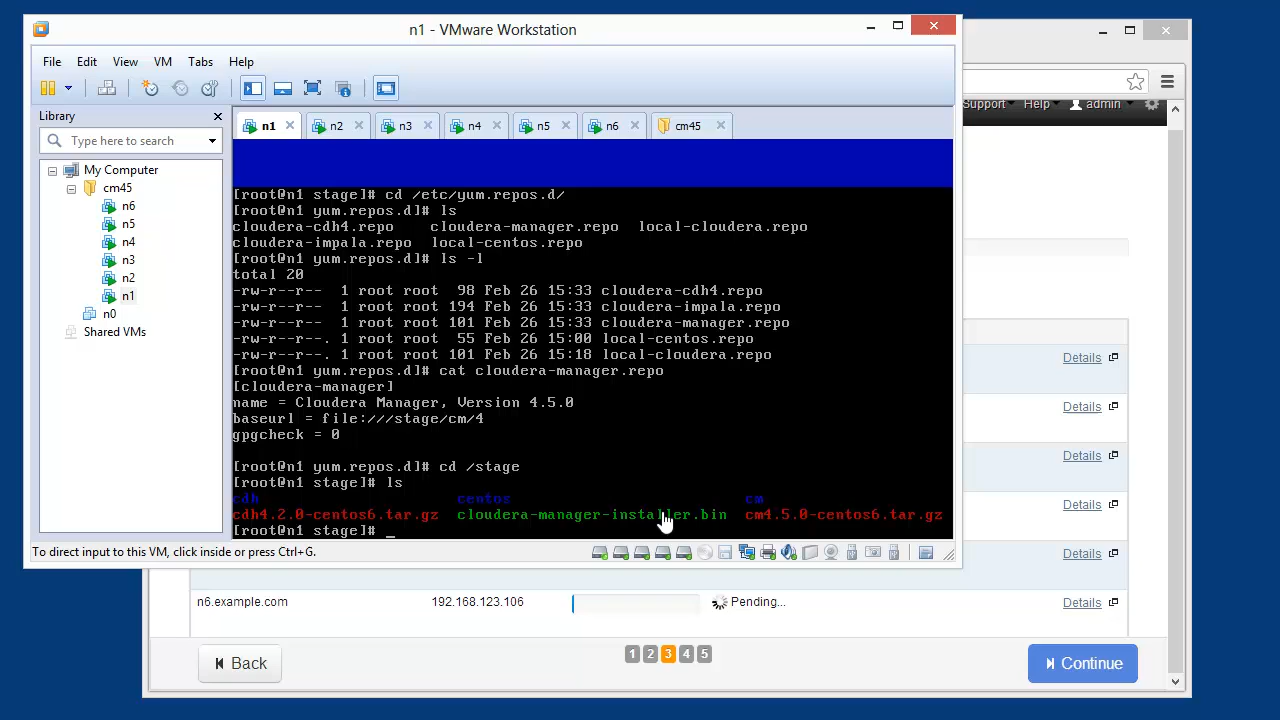 n1 - VMware Workstation
File Edit View VM Tabs Help
Library
n1 n2 n3 n4 n5 n6 cm45
Support Help admin
Type here to search
My Computer
cm45
n6
n5
n4
n3
n2
n1
n0
Shared VMs
[root@n1 stage]# cd /etc/yum.repos.d/
[root@n1 yum.repos.d]# ls
cloudera-cdh4.repo cloudera-manager.repo local-cloudera.repo
cloudera-impala.repo local-centos.repo
[root@n1 yum.repos.d]# ls -l
total 20
-rw-r--r-- 1 root root 98 Feb 26 15:33 cloudera-cdh4.repo
-rw-r--r-- 1 root root 194 Feb 26 15:33 cloudera-impala.repo
-rw-r--r-- 1 root root 101 Feb 26 15:33 cloudera-manager.repo
-rw-r--r--. 1 root root 55 Feb 26 15:00 local-centos.repo
-rw-r--r--. 1 root root 101 Feb 26 15:18 local-cloudera.repo
[root@n1 yum.repos.d]# cat cloudera-manager.repo
[cloudera-manager]
name = Cloudera Manager, Version 4.5.0
baseurl = file:///stage/cm/4
gpgcheck = 0
[root@n1 yum.repos.d]# cd /stage
[root@n1 stage]# ls
cdh centos cm
cdh4.2.0-centos6.tar.gz cloudera-manager-installer.bin cm4.5.0-centos6.tar.gz
[root@n1 stage]# _
To direct input to this VM, click inside or press Ctrl+G.
Details
Details
Details
Details
Details
n6.example.com 192.168.123.106 Pending... Details
Back 1 2 3 4 5 Continue